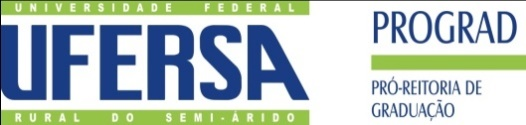 UNIVERSIDADE FEDERAL
UFERSA
RURAL DO SEMI-ÁRIDO
PROGRAD
PRÓ-REITORIA DE
GRADUAÇÃO